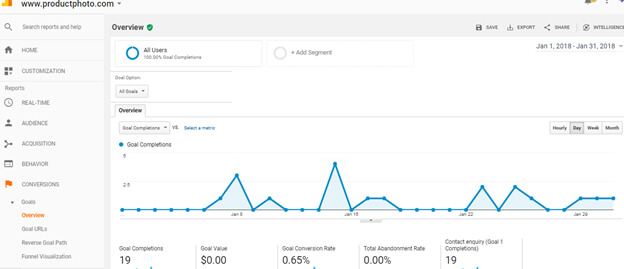 www.productphoto.com
Overview
Search reports and help
SAVE
EXPORT
SHARE
INTELLIGENCE
Jan 1, 2018 - Jan 31, 2018
All Users
100.00% Goal Completions
+ Add Segment
HOME
CUSTOMIZATION
Reports
REAL-TIME
AUDIENCE
ACQUISITION
BEHAVIOR
CONVERSIONS
Goals
Overview
Goal URLs
Reverse Goal Path
Funnel Visualization
Goal Option:
All Goals
Overview
Goal Completions
VS.
Select a metric
Hourly
Day
Week
Month
Goal Completions
5
2.5
Jan 8
Jan 15
Jan 22
Jan 29
Goal Completions
19
Goal Value
$0.00
Goal Conversion Rate
0.65%
Total Abandonment Rate
0.00%
Contact enquiry (Goal 1
Completions)
19